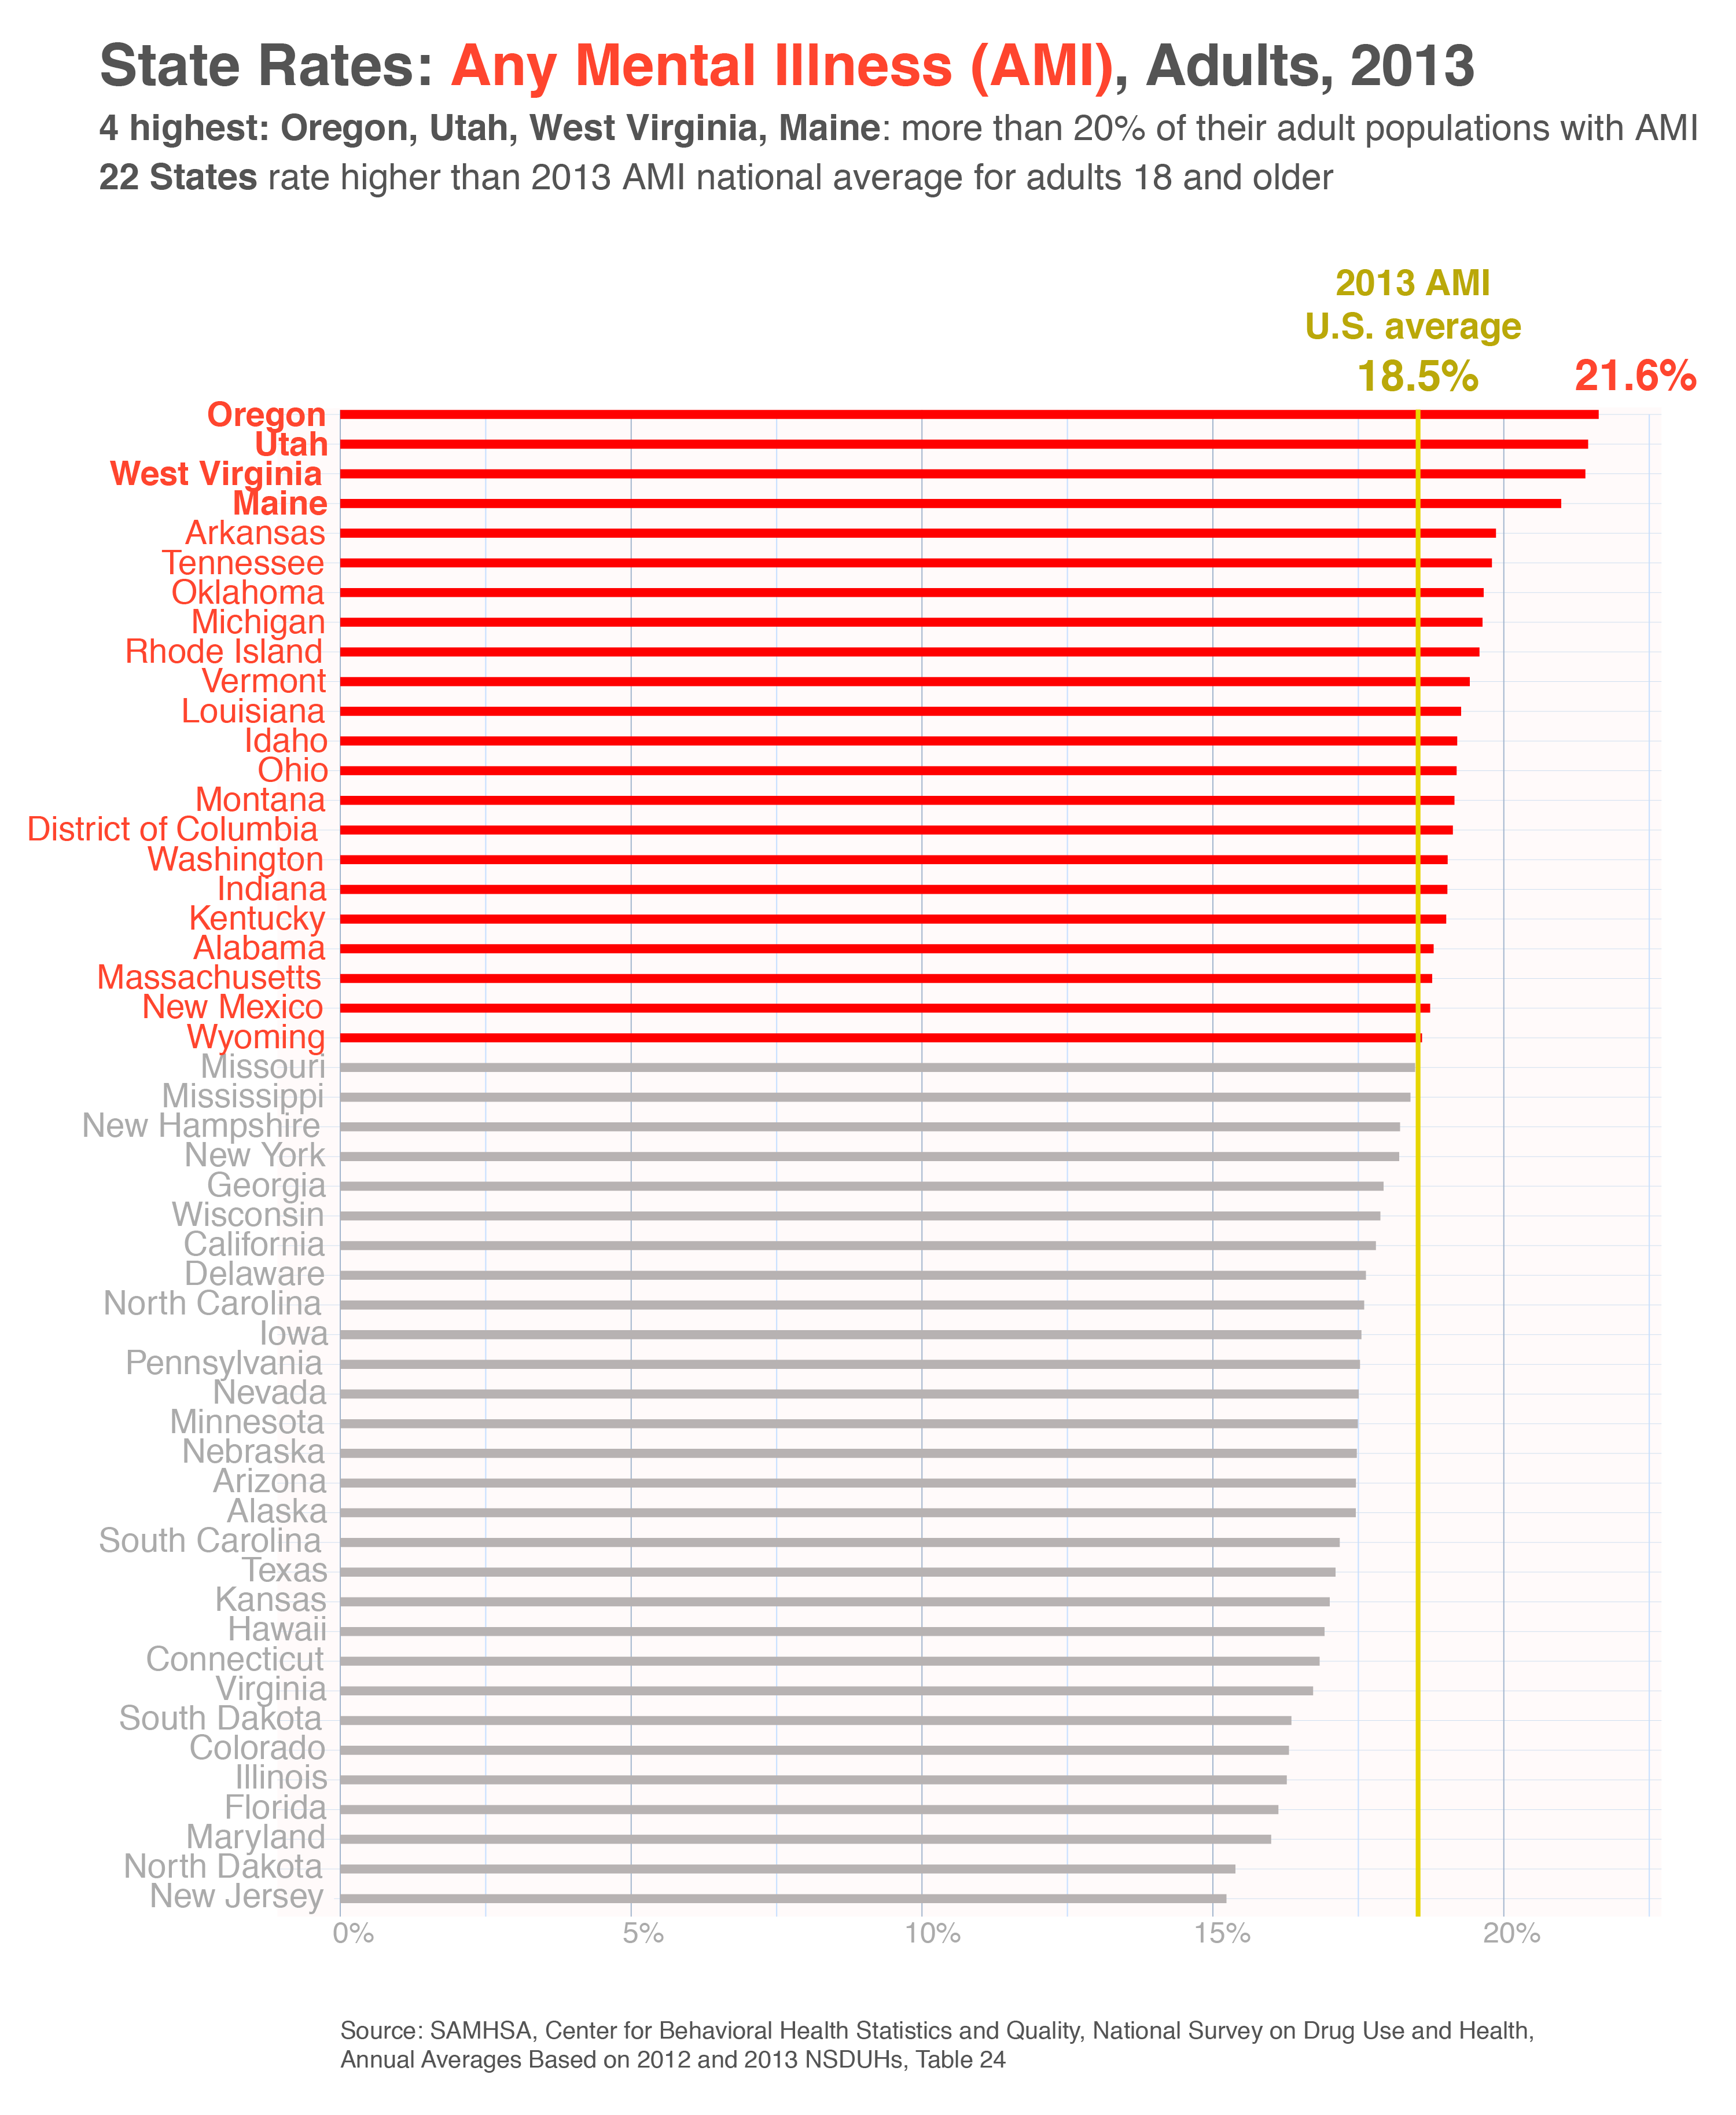 State Rates: Any Mental Illness (AMI), Adults, 2013
4 highest: Oregon, Utah, West Virginia, Maine: more than 20% of their adult populations with AMI
22 States rate higher than 2013 AMI national average for adults 18 and older
2013 AMI
U.S. average
18.5%
21.6%
Oregon
Utah
West Virginia
Maine
Arkansas
Tennessee
Oklahoma
Michigan
Rhode Island
Vermont
Louisiana
Idaho
Ohio
Montana
District of Columbia
Washington
Indiana
Kentucky
Alabama
Massachusetts
New Mexico
Wyoming
Missouri
Mississippi
New Hampshire
New York
Georgia
Wisconsin
California
Delaware
North Carolina
Iowa
Pennsylvania
Nevada
Minnesota
Nebraska
Arizona
Alaska
South Carolina
Texas
Kansas
Hawaii
Connecticut
Virginia
South Dakota
Colorado
Illinois
Florida
Maryland
North Dakota
New Jersey
0% 5% 10% 15% 20%
Source: SAMHSA, Center for Behavioral Health Statistics and Quality, National Survey on Drug Use and Health,
Annual Averages Based on 2012 and 2013 NSDUHs, Table 24